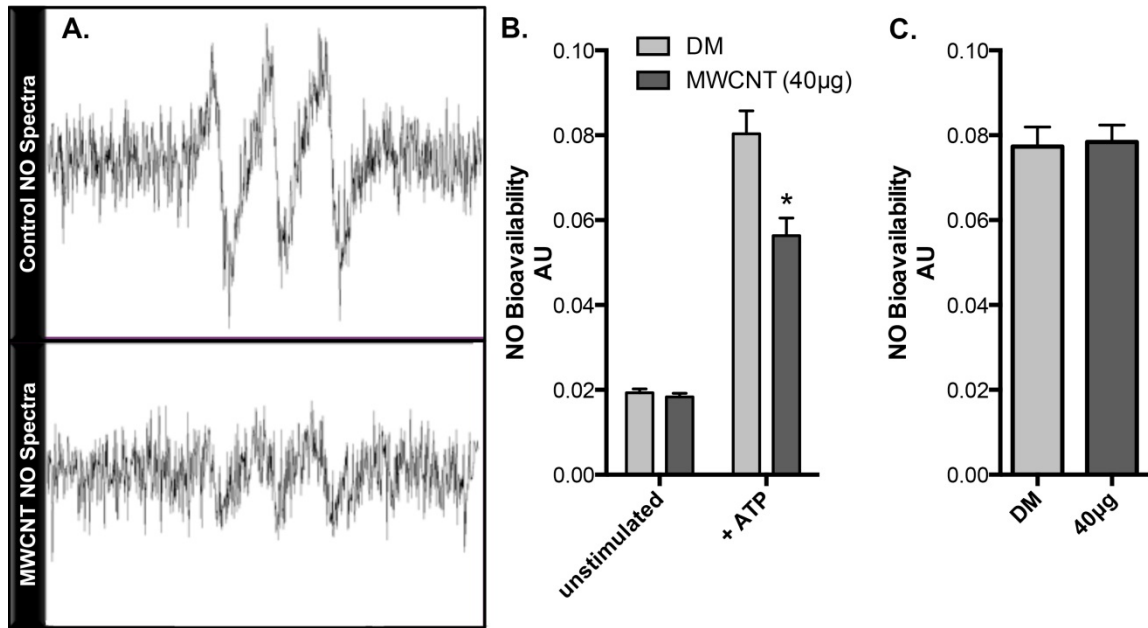 A.
Control NO Spectra
MWCNT NO Spectra
B.
DM
MWCNT (40µg)
NO Bioavailability
AU
0.10
0.08
0.06
0.04
0.02
0.00
*
unstimulated
+ ATP
C.
NO Bioavailability
AU
0.10
0.08
0.06
0.04
0.02
0.00
DM
40µg